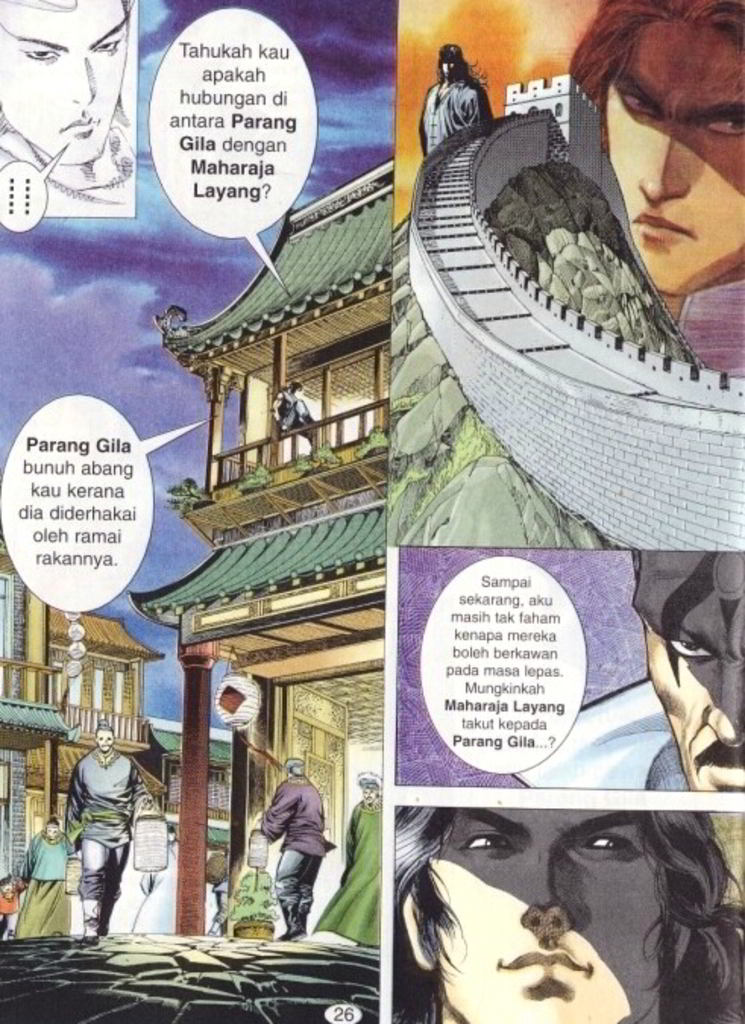 Tahukah kau
apakah
hubungan di
antara Parang
Gila dengan
Maharaja
Layang?
Parang Gila
bunuh abang
kau kerana
dia diderhakai
oleh ramai
rakannya.
Sampai
sekarang, aku
masih tak faham
kenapa mereka
boleh berkawan
pada masa lepas.
Mungkinkah
Maharaja Layang
takut kepada
Parang Gila...?
26